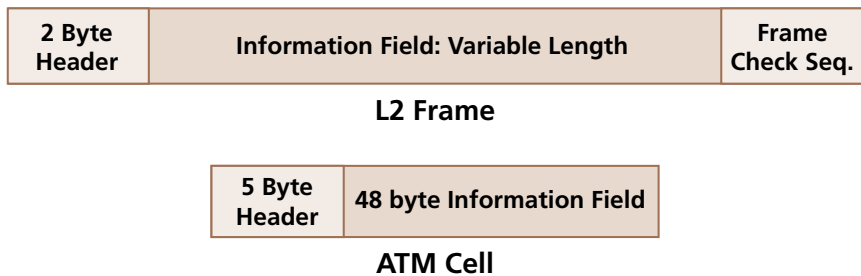 2 Byte
Header
Information Field: Variable Length
Frame
Check Seq.
L2 Frame
5 Byte
Header
48 byte Information Field
ATM Cell